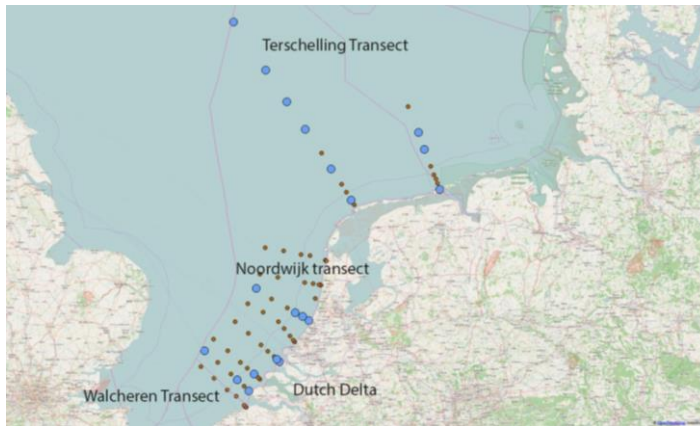 Terschelling Transect
Noordwijk transect
Walcheren Transect
Dutch Delta